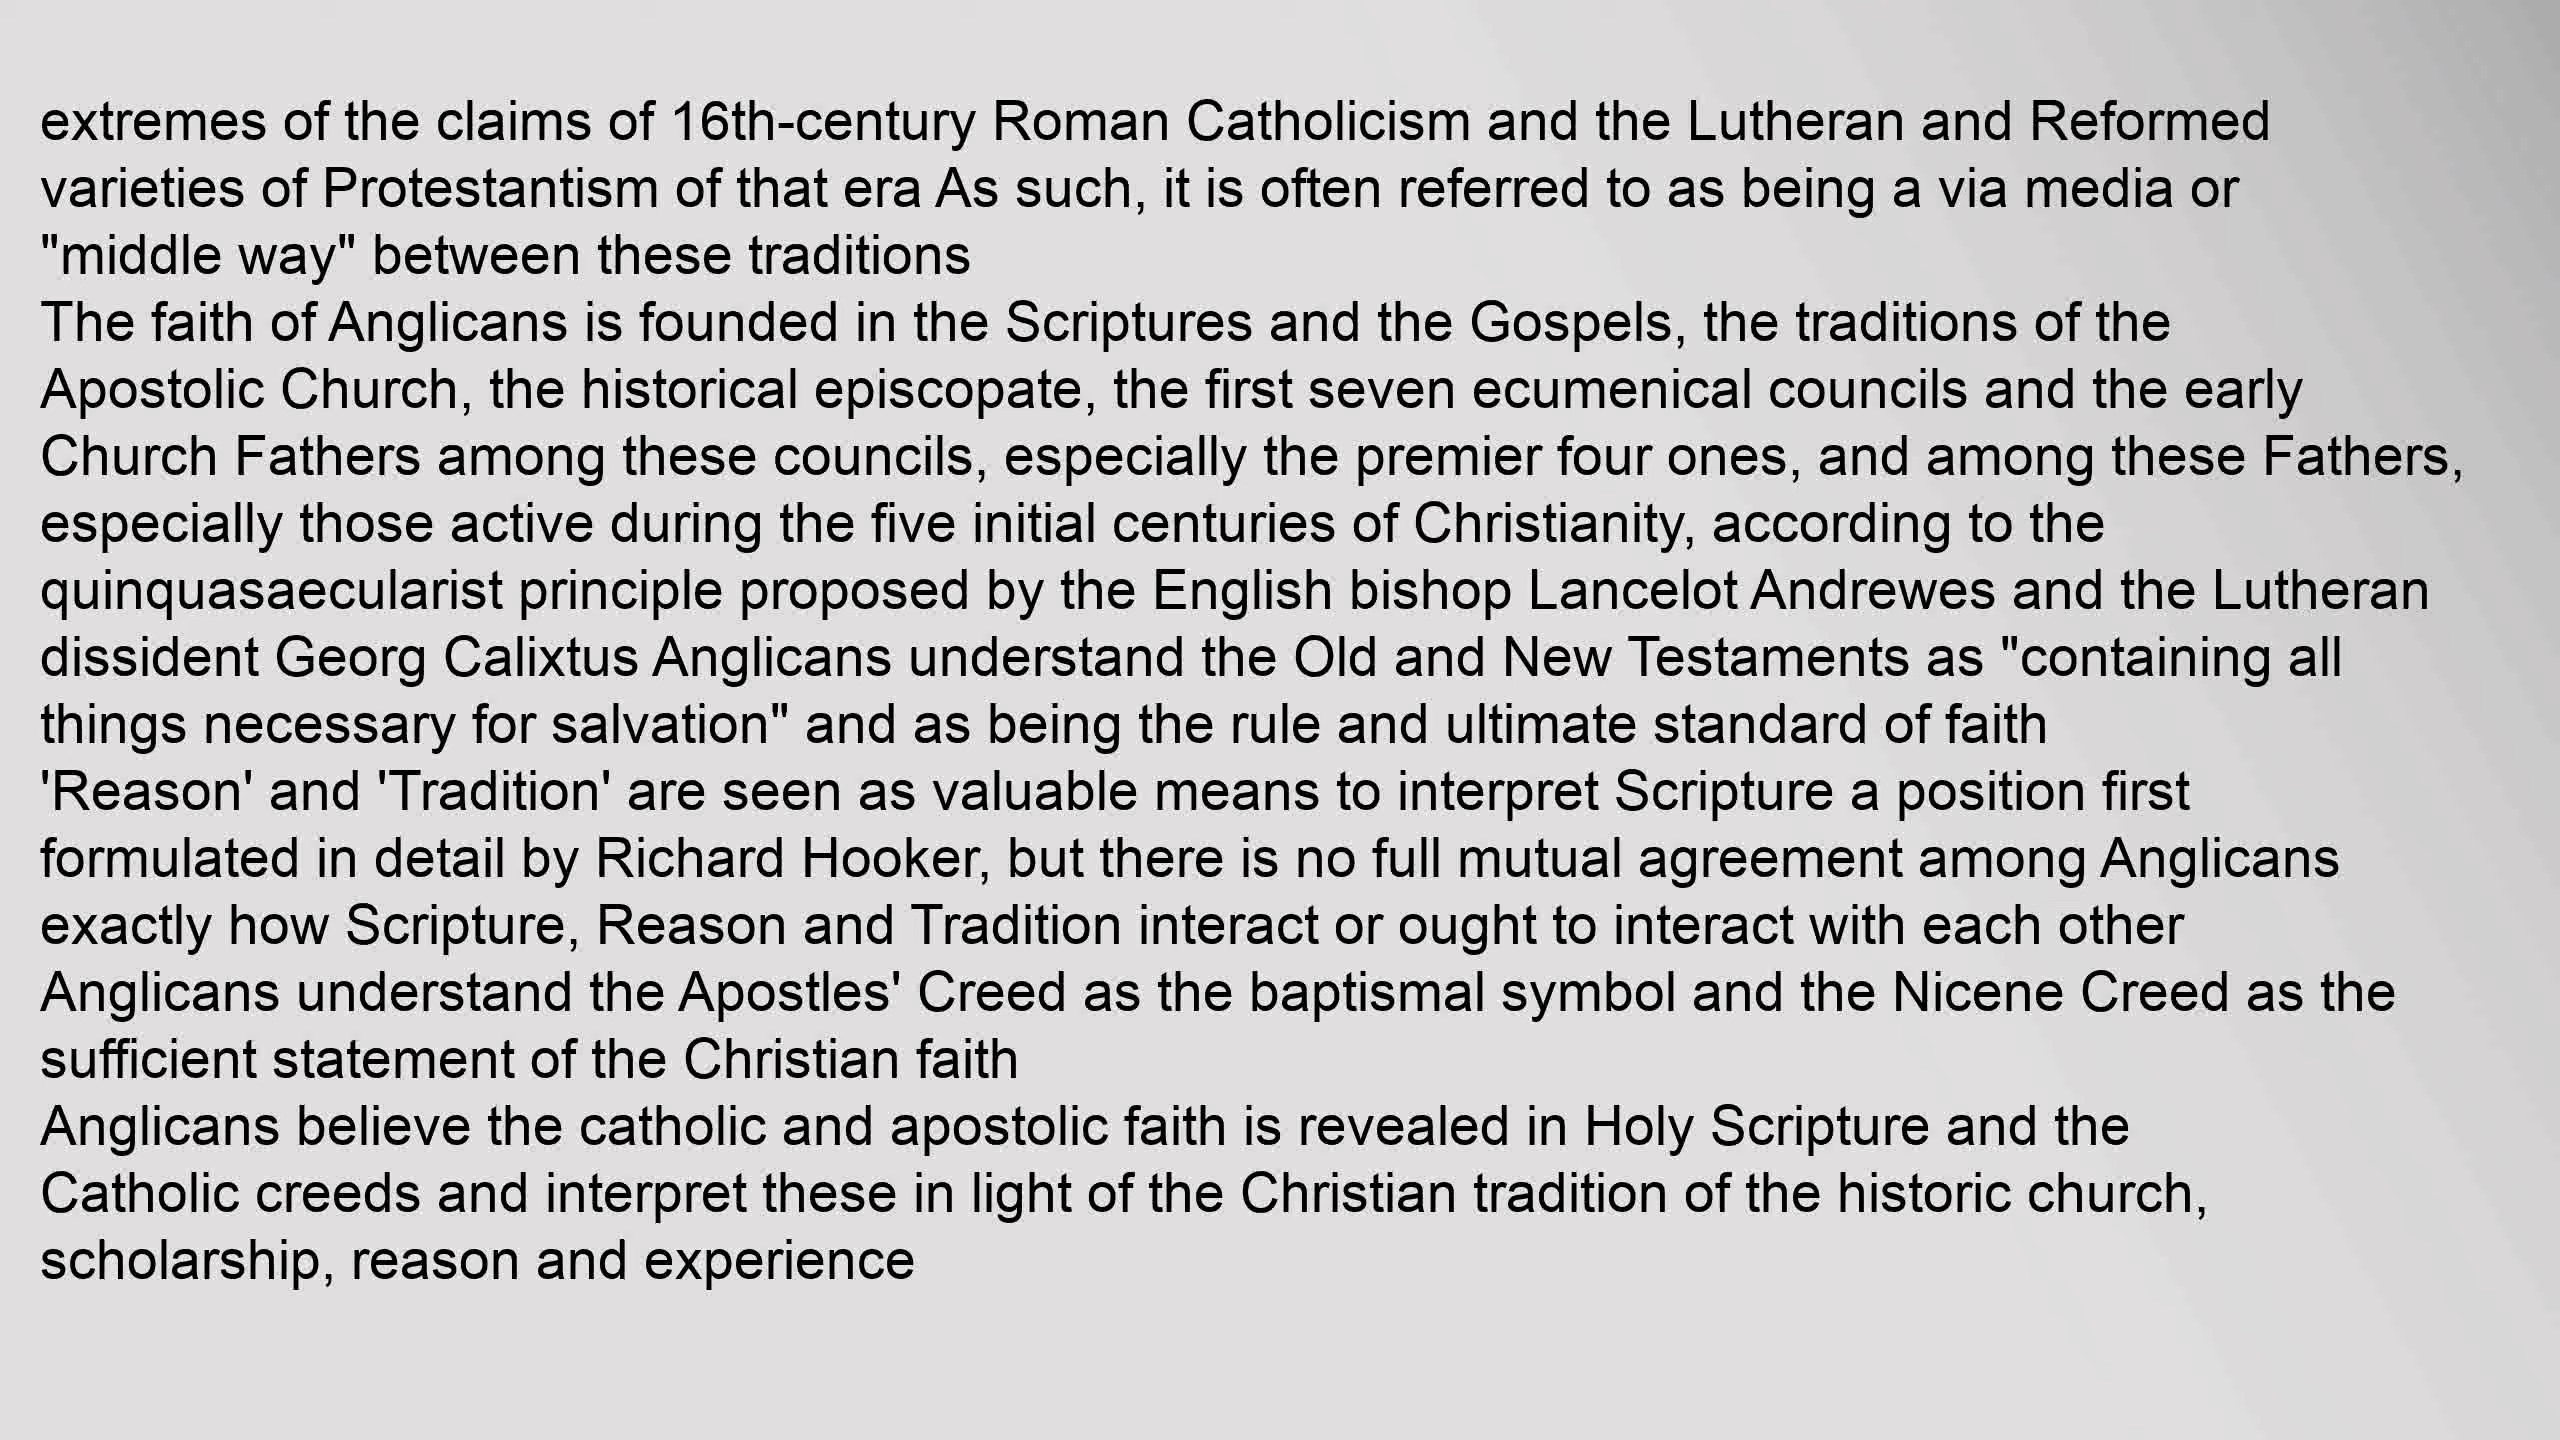 extremes of the claims of 16th-century Roman Catholicism and the Lutheran and Reformed
varieties of Protestantism of that era As such, it is often referred to as being a via media or
"middle way" between these traditions
The faith of Anglicans is founded in the Scriptures and the Gospels, the traditions of the
Apostolic Church, the historical episcopate, the first seven ecumenical councils and the early
Church Fathers among these councils, especially the premier four ones, and among these Fathers,
especially those active during the five initial centuries of Christianity, according to the
quinquasaecularist principle proposed by the English bishop Lancelot Andrewes and the Lutheran
dissident Georg Calixtus Anglicans understand the Old and New Testaments as "containing all
things necessary for salvation" and as being the rule and ultimate standard of faith
'Reason' and 'Tradition' are seen as valuable means to interpret Scripture a position first
formulated in detail by Richard Hooker, but there is no full mutual agreement among Anglicans
exactly how Scripture, Reason and Tradition interact or ought to interact with each other
Anglicans understand the Apostles' Creed as the baptismal symbol and the Nicene Creed as the
sufficient statement of the Christian faith
Anglicans believe the catholic and apostolic faith is revealed in Holy Scripture and the
Catholic creeds and interpret these in light of the Christian tradition of the historic church,
scholarship, reason and experience